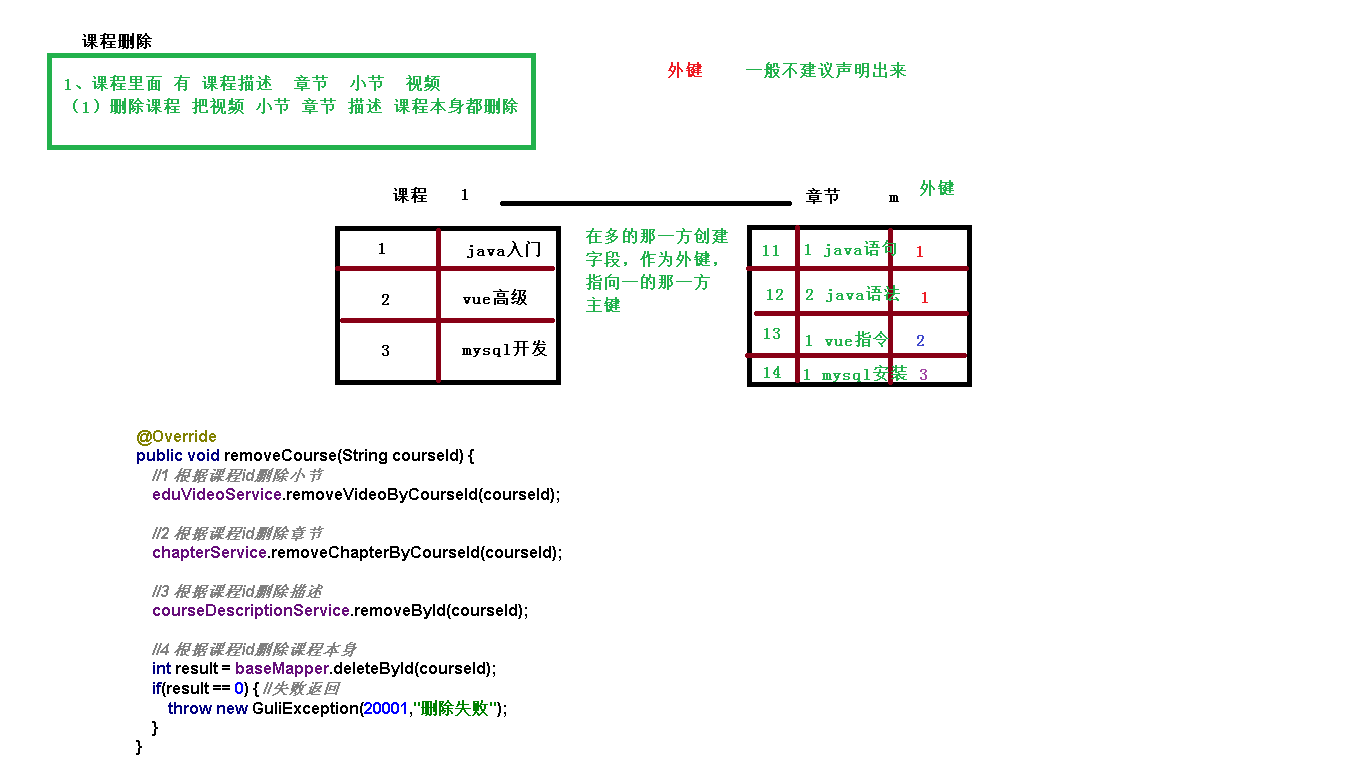 课程删除
1、课程里面 有 课程描述 章节 小节 视频
（1）删除课程 把视频 小节 章节 描述 课程本身都删除
外键 一般不建议声明出来
课程 1
章节 m 外键
1 java入门
2 vue高级
3 mysql开发
在多的那一方创建
字段，作为外键，
指向一的那一方
主键
11 1 java语句 1
12 2 java语法 1
13 1 vue指令 2
14 1 mysql安装 3
@Override
public void removeCourse(String courseId) {
//1 根据课程id删除小节
eduVideoService.removeVideoByCourseId(courseId);
//2 根据课程id删除章节
chapterService.removeChapterByCourseId(courseId);
//3 根据课程id删除描述
courseDescriptionService.removeById(courseId);
//4 根据课程id删除课程本身
int result = baseMapper.deleteById(courseId);
if(result == 0) { //失败返回
throw new GuliException(20001,"删除失败");
}
}